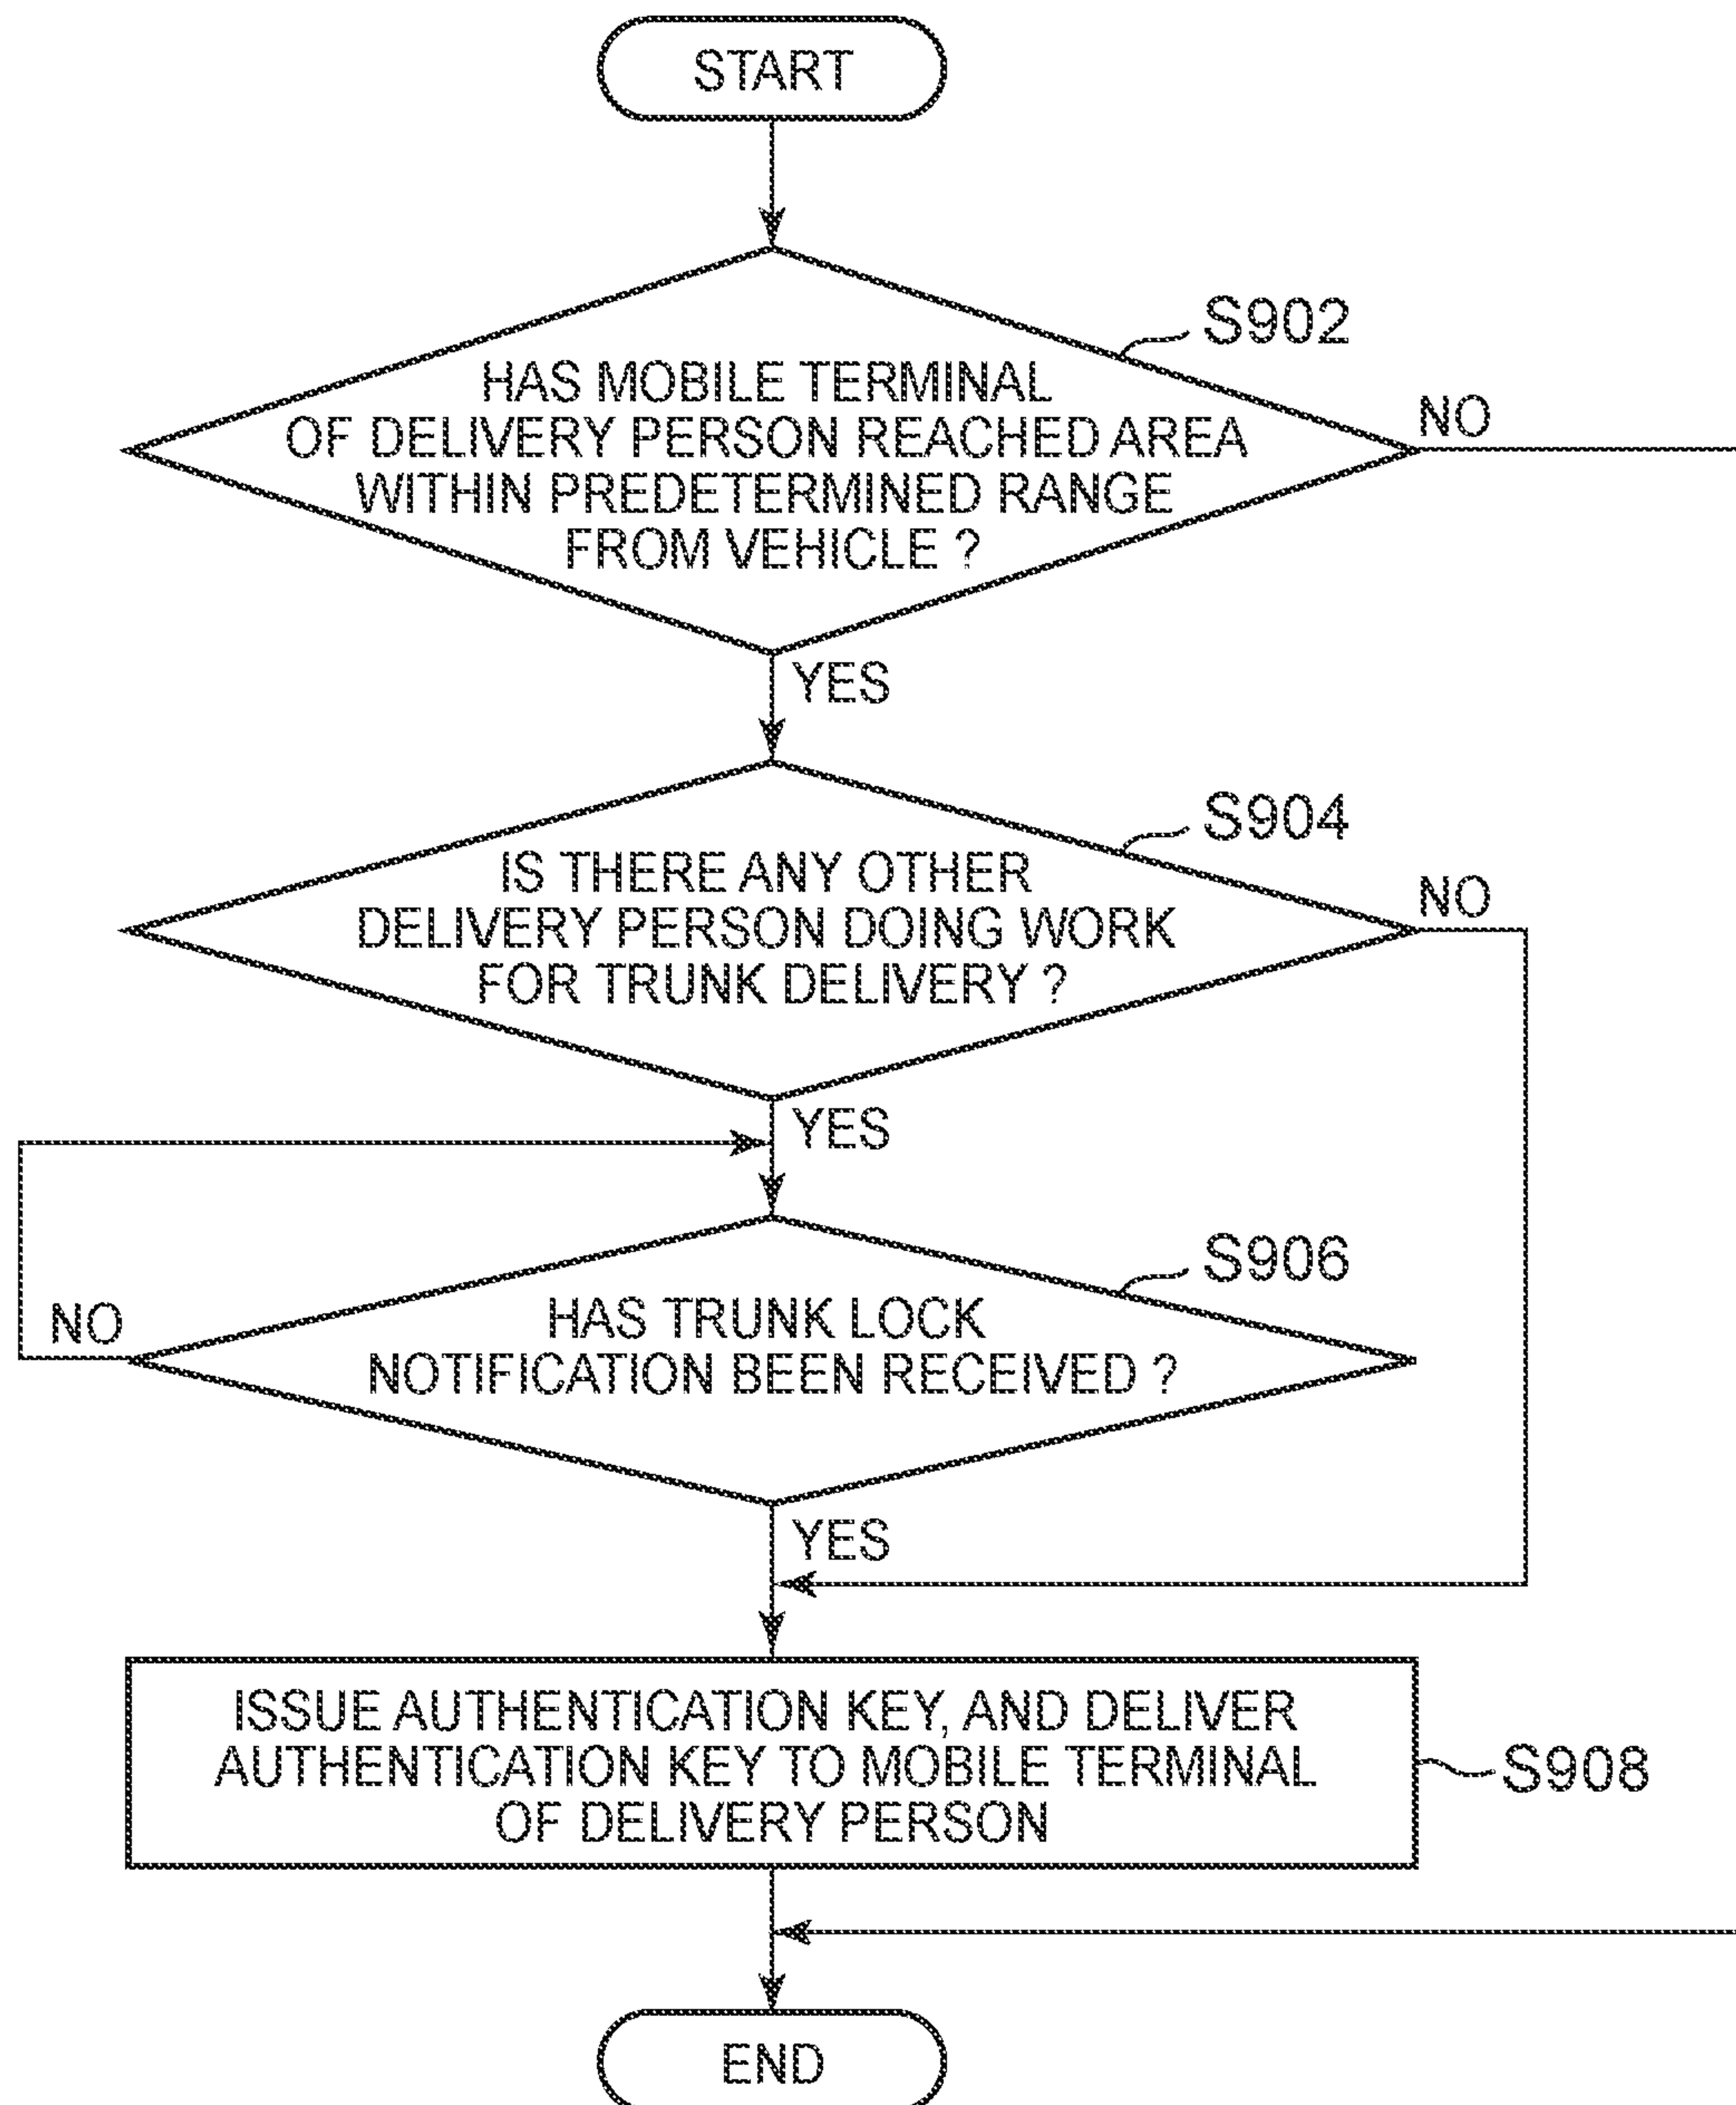 START
S902
HAS MOBILE TERMINAL
OF DELIVERY PERSON REACHED AREA
WITHIN PREDETERMINED RANGE
FROM VEHICLE ?
NO
YES
S904
IS THERE ANY OTHER
DELIVERY PERSON DOING WORK
FOR TRUNK DELIVERY ?
NO
YES
S906
HAS TRUNK LOCK
NOTIFICATION BEEN RECEIVED ?
NO
YES
ISSUE AUTHENTICATION KEY, AND DELIVER
AUTHENTICATION KEY TO MOBILE TERMINAL
OF DELIVERY PERSON
S908
END